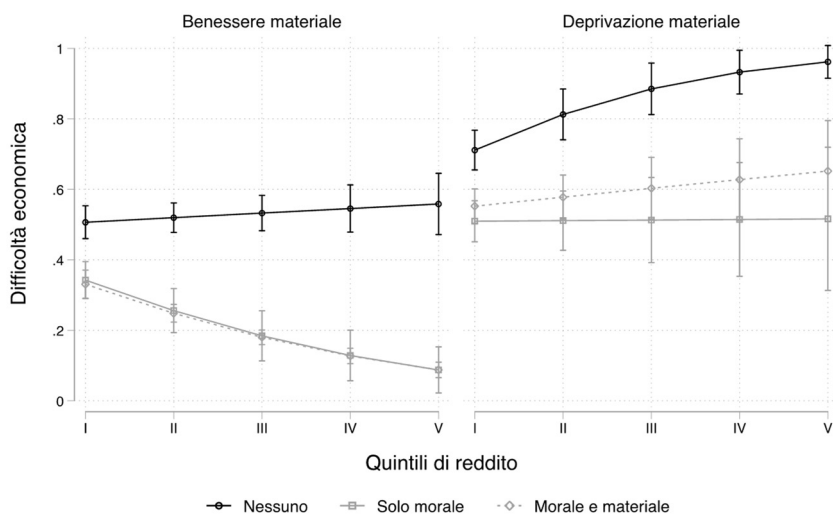 Benessere materiale
Deprivazione materiale
Difficoltà economica
1
.8
.6
.4
.2
0
I II III IV V
I II III IV V
Quintili di reddito
Nessuno
Solo morale
Morale e materiale